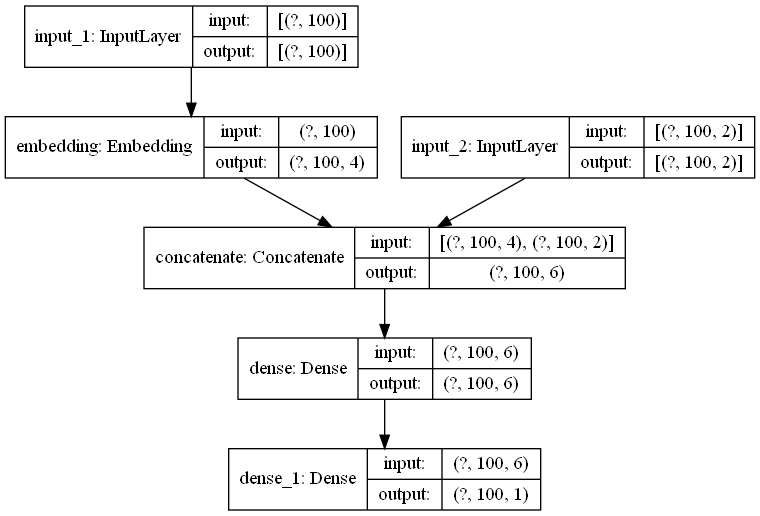 input_1: InputLayer
input: [(?, 100)]
output: [(?, 100)]
embedding: Embedding
input: (?, 100)
output: (?, 100, 4)
input_2: InputLayer
input: [(?, 100, 2)]
output: [(?, 100, 2)]
concatenate: Concatenate
input: [(?, 100, 4), (?, 100, 2)]
output: (?, 100, 6)
dense: Dense
input: (?, 100, 6)
output: (?, 100, 6)
dense_1: Dense
input: (?, 100, 6)
output: (?, 100, 1)